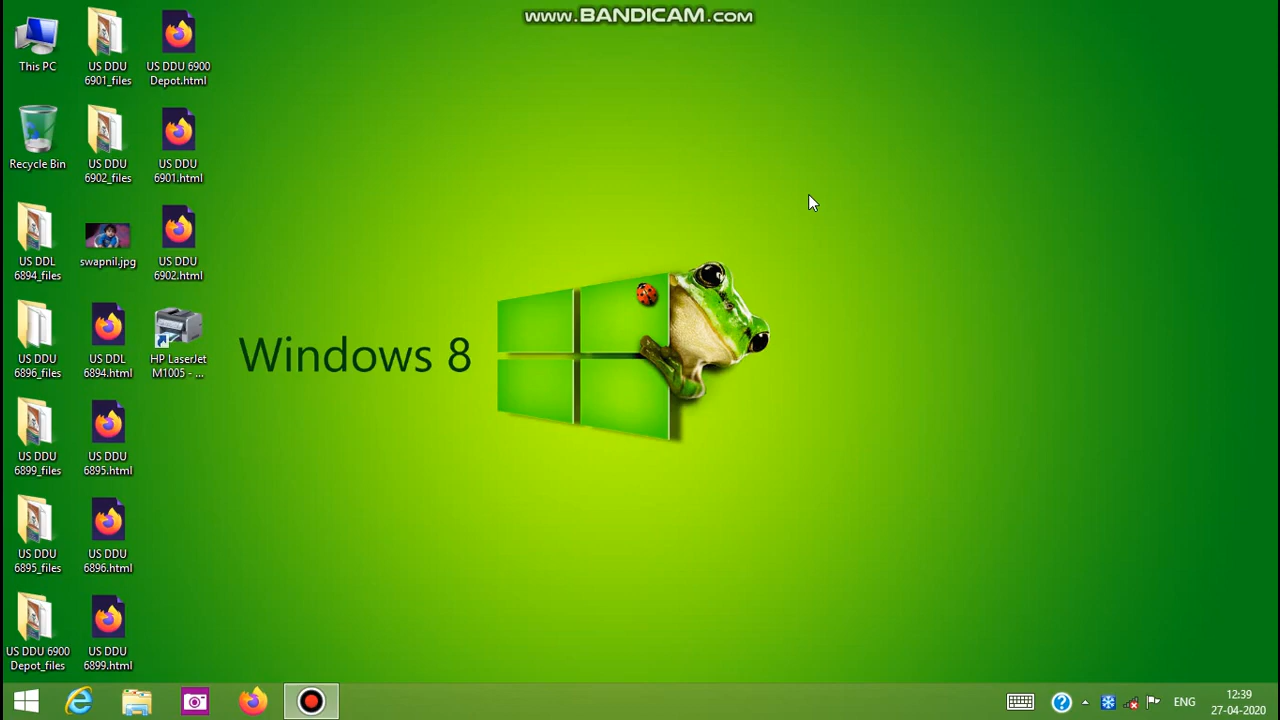 www.BANDICAM.com
This PC
US DDU
6901_files
US DDU 6900
Depot.html
Recycle Bin
US DDU
6902_files
US DDU
6901.html
US DDL
6894_files
swapnil.jpg
US DDU
6902.html
US DDU
6896_files
US DDL
6894.html
HP LaserJet
M1005 - ...
Windows 8
US DDU
6899_files
US DDU
6895.html
US DDU
6895_files
US DDU
6896.html
US DDU 6900
Depot_files
US DDU
6899.html
ENG
12:39
27-04-2020